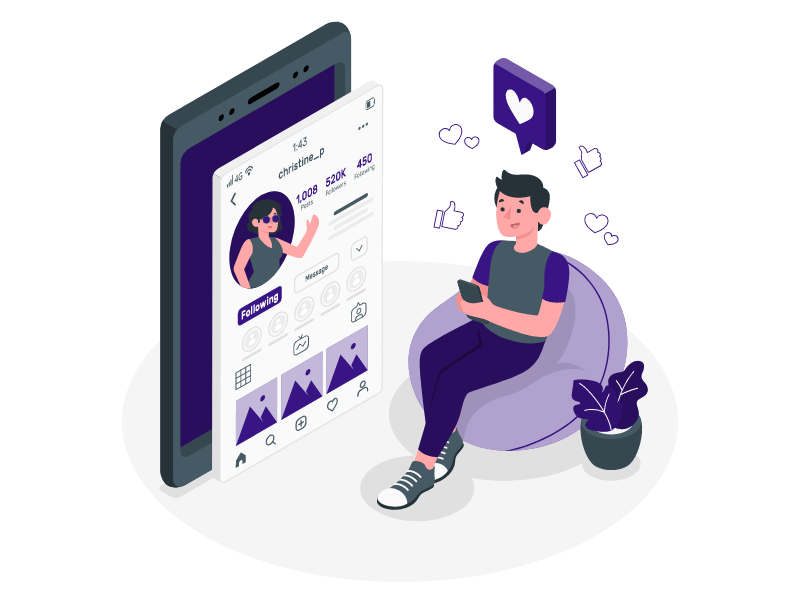 4G
1:43
christine_p
1,008 520K 450
Posts Followers Following
Following Message